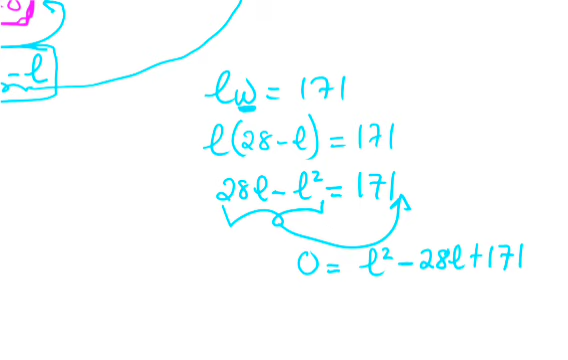 -ℓ
ℓw = 171
ℓ(28-ℓ) = 171
28ℓ - ℓ² = 171
0 = ℓ² - 28ℓ + 171